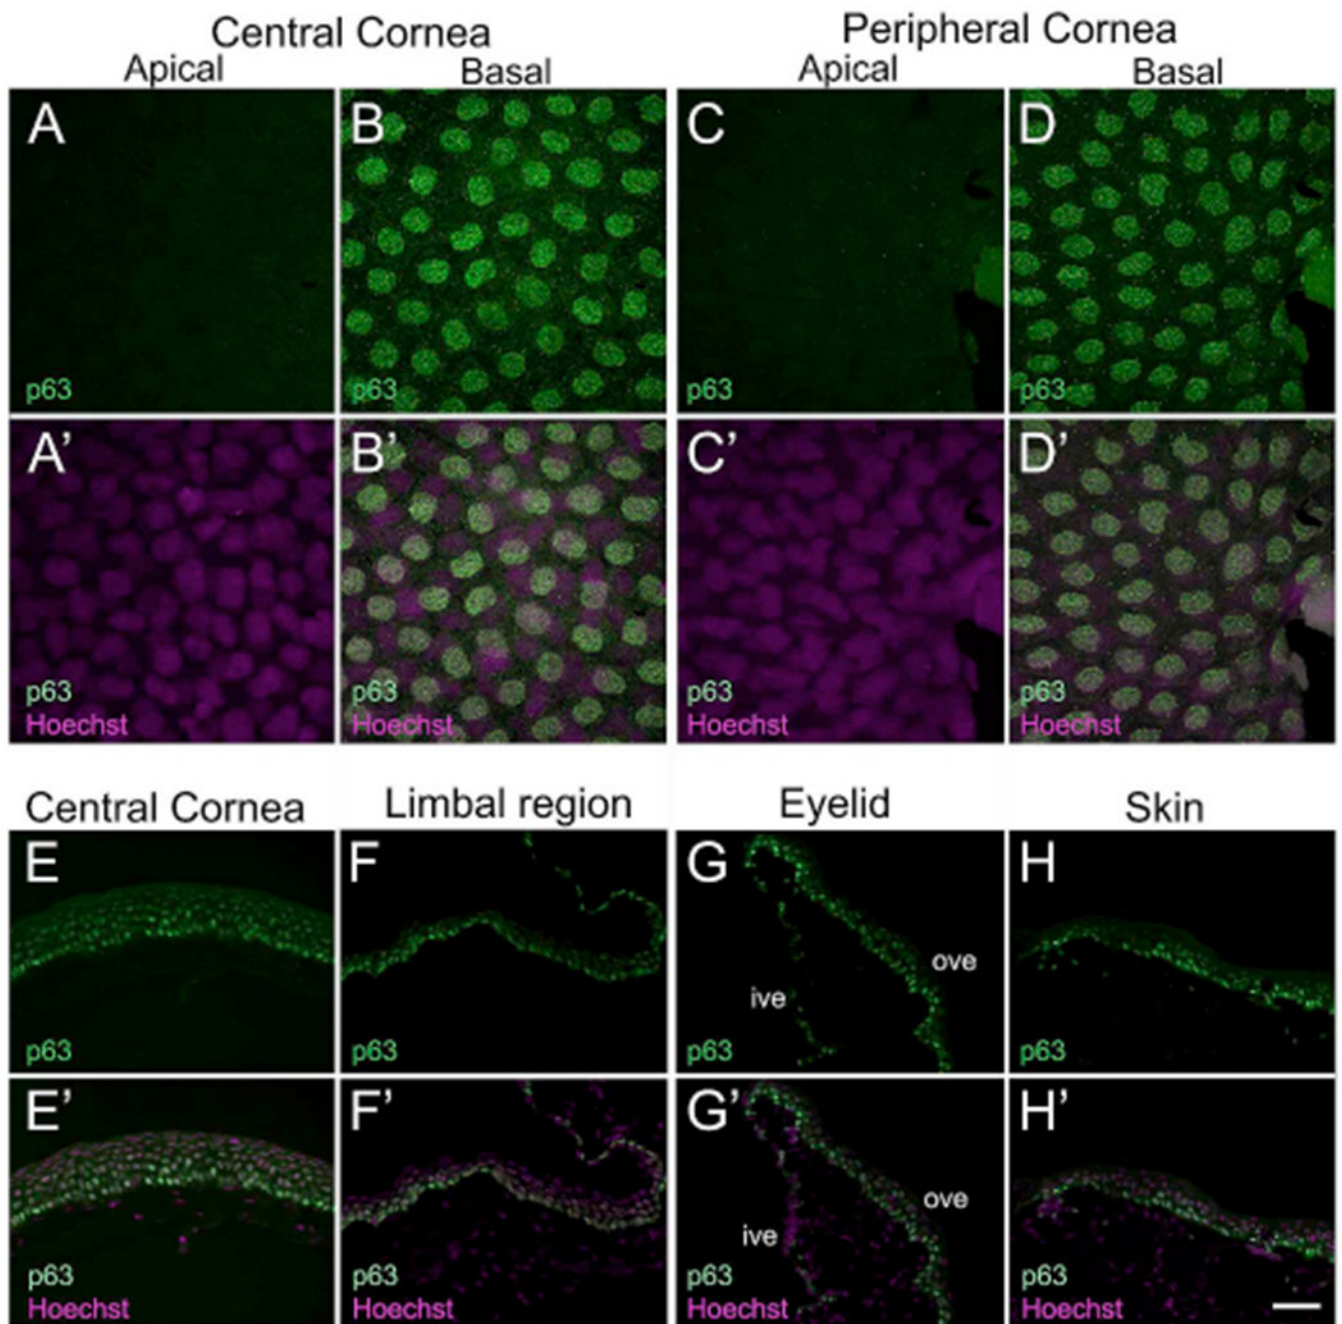 Central Cornea
Peripheral Cornea
Apical
Basal
Apical
Basal
A
B
C
D
p63
p63
p63
p63
A’
B’
C’
D’
p63
p63
p63
p63
Hoechst
Hoechst
Hoechst
Hoechst
Central Cornea
Limbal region
Eyelid
Skin
E
F
G
H
ove
ive
p63
p63
p63
p63
E’
F’
G’
H’
ove
ive
p63
p63
p63
p63
Hoechst
Hoechst
Hoechst
Hoechst